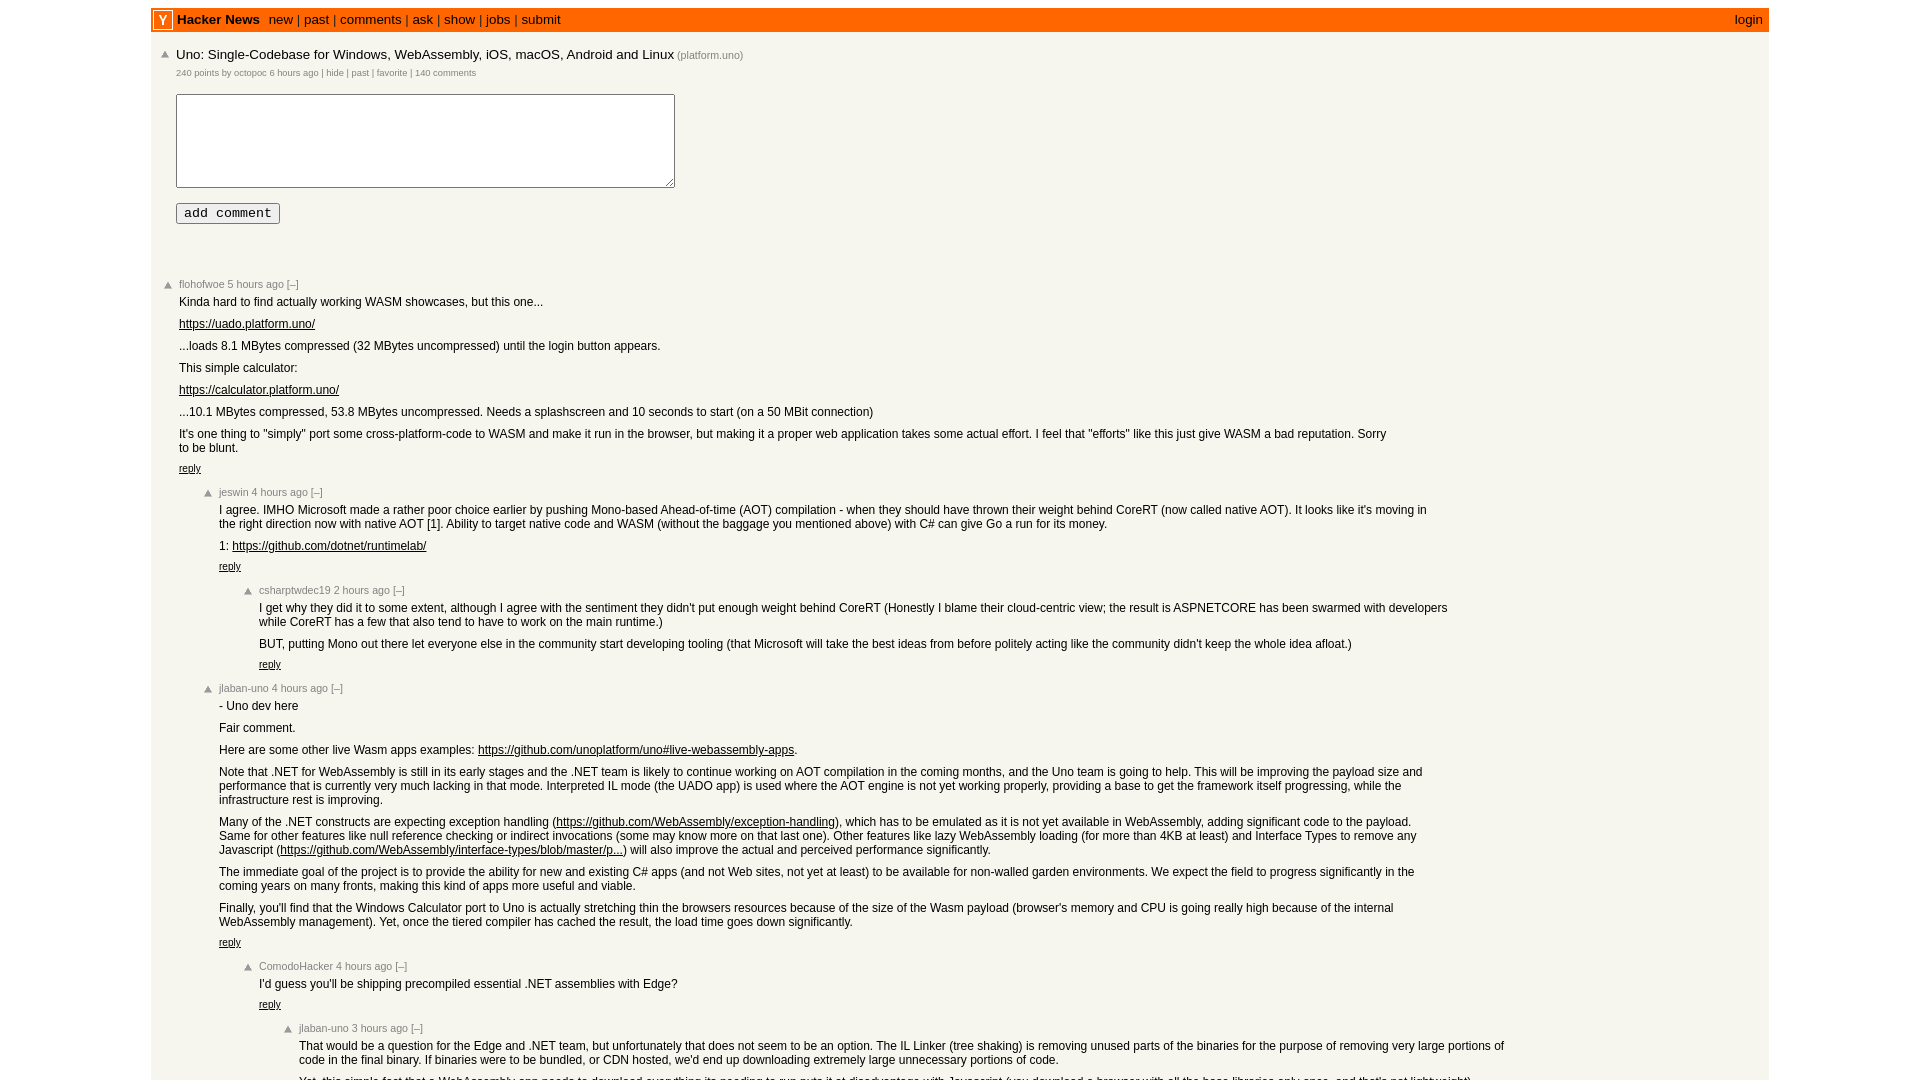 Y Hacker News new | past | comments | ask | show | jobs | submit login
Uno: Single-Codebase for Windows, WebAssembly, iOS, macOS, Android and Linux (platform.uno)
240 points by octopoc 6 hours ago | hide | past | favorite | 140 comments
add comment
flohofwoe 5 hours ago [–]
Kinda hard to find actually working WASM showcases, but this one...
https://uado.platform.uno/
...loads 8.1 MBytes compressed (32 MBytes uncompressed) until the login button appears.
This simple calculator:
https://calculator.platform.uno/
...10.1 MBytes compressed, 53.8 MBytes uncompressed. Needs a splashscreen and 10 seconds to start (on a 50 MBit connection)
It's one thing to "simply" port some cross-platform-code to WASM and make it run in the browser, but making it a proper web application takes some actual effort. I feel that "efforts" like this just give WASM a bad reputation. Sorry
to be blunt.
reply
jeswin 4 hours ago [–]
I agree. IMHO Microsoft made a rather poor choice earlier by pushing Mono-based Ahead-of-time (AOT) compilation - when they should have thrown their weight behind CoreRT (now called native AOT). It looks like it's moving in
the right direction now with native AOT [1]. Ability to target native code and WASM (without the baggage you mentioned above) with C# can give Go a run for its money.
1: https://github.com/dotnet/runtimelab/
reply
csharptwdec19 2 hours ago [–]
I get why they did it to some extent, although I agree with the sentiment they didn't put enough weight behind CoreRT (Honestly I blame their cloud-centric view; the result is ASPNETCORE has been swarmed with developers
while CoreRT has a few that also tend to have to work on the main runtime.)
BUT, putting Mono out there let everyone else in the community start developing tooling (that Microsoft will take the best ideas from before politely acting like the community didn't keep the whole idea afloat.)
reply
jlaban-uno 4 hours ago [–]
- Uno dev here
Fair comment.
Here are some other live Wasm apps examples: https://github.com/unoplatform/uno#live-webassembly-apps.
Note that .NET for WebAssembly is still in its early stages and the .NET team is likely to continue working on AOT compilation in the coming months, and the Uno team is going to help. This will be improving the payload size and
performance that is currently very much lacking in that mode. Interpreted IL mode (the UADO app) is used where the AOT engine is not yet working properly, providing a base to get the framework itself progressing, while the
infrastructure rest is improving.
Many of the .NET constructs are expecting exception handling (https://github.com/WebAssembly/exception-handling), which has to be emulated as it is not yet available in WebAssembly, adding significant code to the payload.
Same for other features like null reference checking or indirect invocations (some may know more on that last one). Other features like lazy WebAssembly loading (for more than 4KB at least) and Interface Types to remove any
Javascript (https://github.com/WebAssembly/interface-types/blob/master/p...) will also improve the actual and perceived performance significantly.
The immediate goal of the project is to provide the ability for new and existing C# apps (and not Web sites, not yet at least) to be available for non-walled garden environments. We expect the field to progress significantly in the
coming years on many fronts, making this kind of apps more useful and viable.
Finally, you'll find that the Windows Calculator port to Uno is actually stretching thin the browsers resources because of the size of the Wasm payload (browser's memory and CPU is going really high because of the internal
WebAssembly management). Yet, once the tiered compiler has cached the result, the load time goes down significantly.
reply
ComodoHacker 4 hours ago [–]
I'd guess you'll be shipping precompiled essential .NET assemblies with Edge?
reply
jlaban-uno 3 hours ago [–]
That would be a question for the Edge and .NET team, but unfortunately that does not seem to be an option. The IL Linker (tree shaking) is removing unused parts of the binaries for the purpose of removing very large portions of
code in the final binary. If binaries were to be bundled, or CDN hosted, we'd end up downloading extremely large unnecessary portions of code.
Yet, this simple fact that a WebAssembly app needs to download everything its needing to run puts it at disadvantage with Javascript (you download a browser with all the base libraries only once, and that's not lightweight)